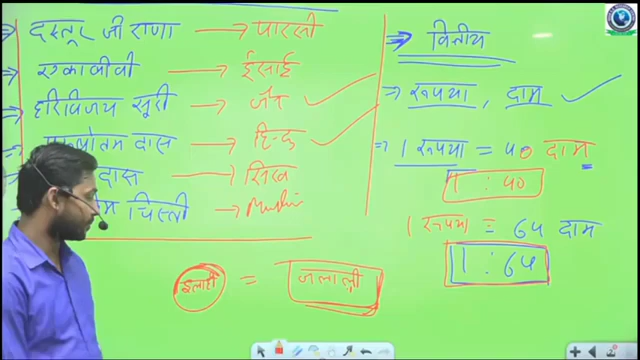 ⇒ दस्तूर जी राणा → पारसी
⇒ एकाबीवी → ईसाई
⇒ हरिविजय सूरी → जैन ✓
⇒ दास → हिन्दू ✓
दास → सिख
चिस्ती → Muslim
इलाही = जलाली
⇒ वित्तीय
→ रूपया, दाम ✓
⇒ 1 रूपया = 40 दाम
1 : 40
1 रूपया = 64 दाम
1 : 64